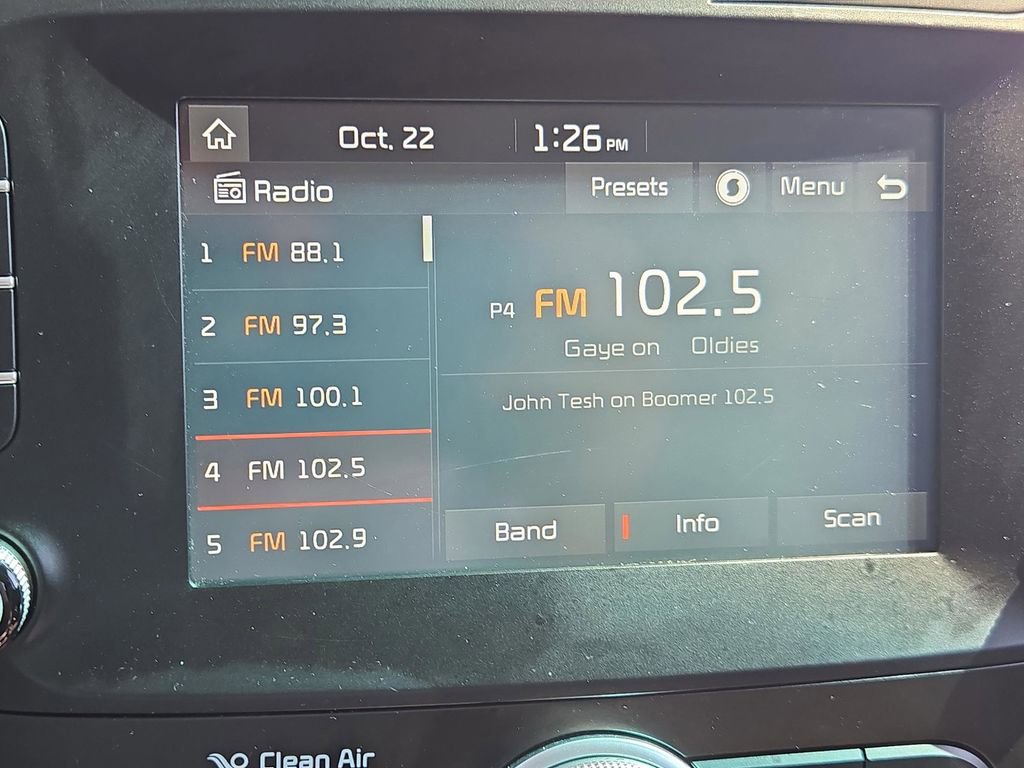 Oct. 22 1:26 PM
Radio Presets Menu
1 FM 88.1
2 FM 97.3
3 FM 100.1
4 FM 102.5
5 FM 102.9
P4 FM 102.5
Gaye on Oldies
John Tesh on Boomer 102.5
Band Info Scan
Clean Air